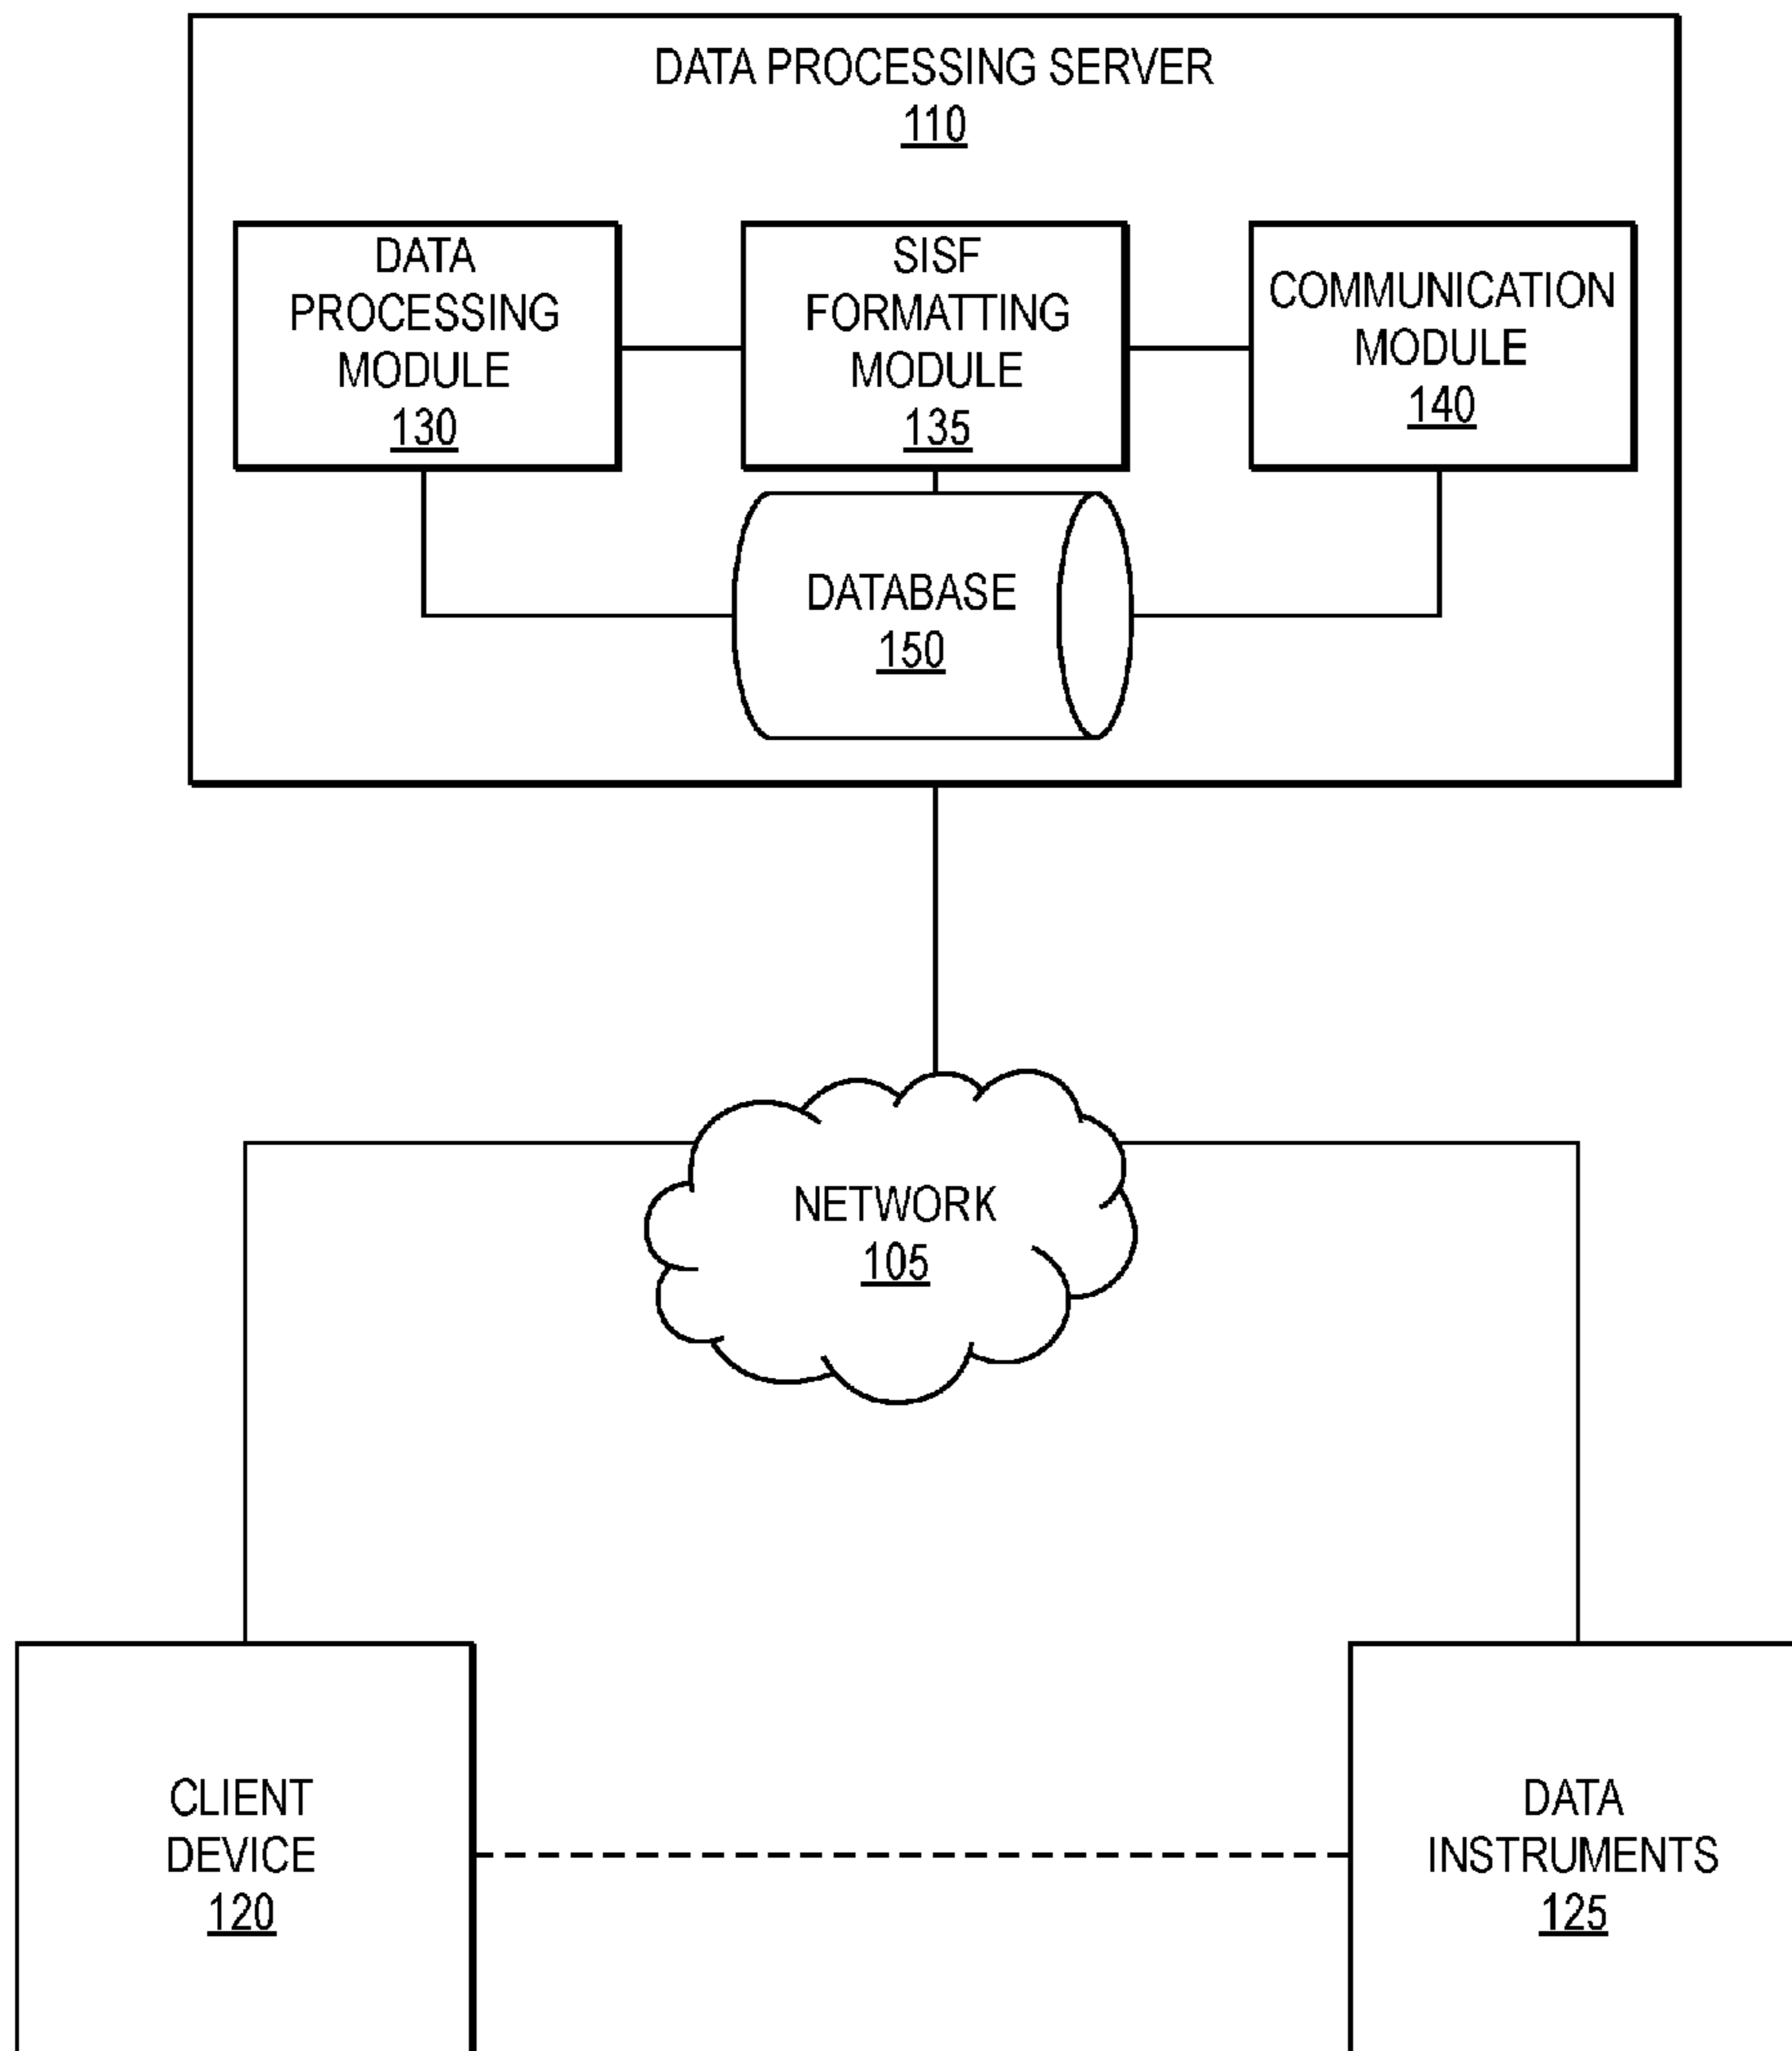 DATA PROCESSING SERVER
110
DATA
PROCESSING
MODULE
130
SISF
FORMATTING
MODULE
135
COMMUNICATION
MODULE
140
DATABASE
150
NETWORK
105
CLIENT
DEVICE
120
DATA
INSTRUMENTS
125